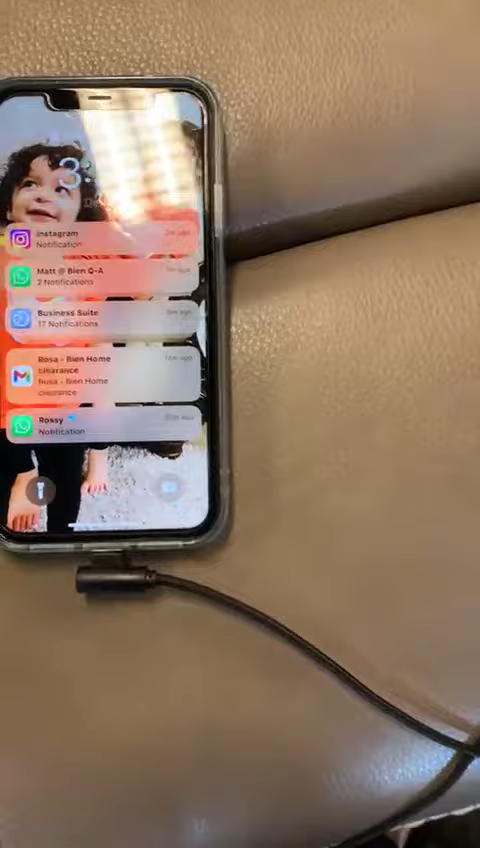 3:
Instagram
Notification
Matt @ Bien Q-A
2 Notifications
Business Suite
17 Notifications
Rosa - Bien Home
clearance
Rosa - Bien Home
clearance
Rossy
Notification